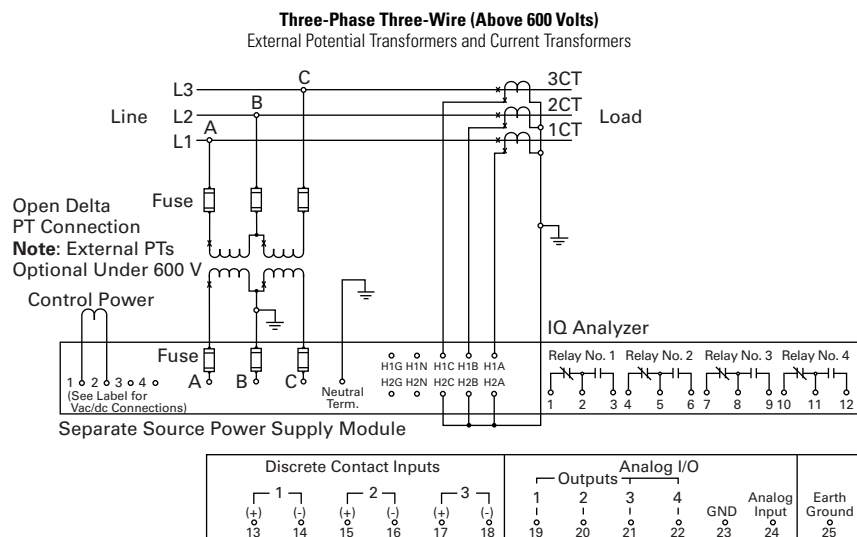 Three-Phase Three-Wire (Above 600 Volts)
External Potential Transformers and Current Transformers
C
3CT
L3
B
2CT
Line
L2
Load
A
1CT
L1
Fuse
Open Delta
PT Connection
Note: External PTs
Optional Under 600 V
Control Power
IQ Analyzer
Fuse
H1G H1N H1C H1B H1A
Relay No. 1 Relay No. 2 Relay No. 3 Relay No. 4
1 2 3 4
A B C
H2G H2N H2C H2B H2A
(See Label for
Vac/dc Connections)
Neutral
Term.
1 2 3 4 5 6 7 8 9 10 11 12
Separate Source Power Supply Module
Discrete Contact Inputs
Analog I/O
Outputs
1 2 3
1 2 3 4
GND
Analog
Input
Earth
Ground
(+) (-) (+) (-) (+) (-)
13 14 15 16 17 18 19 20 21 22 23 24 25